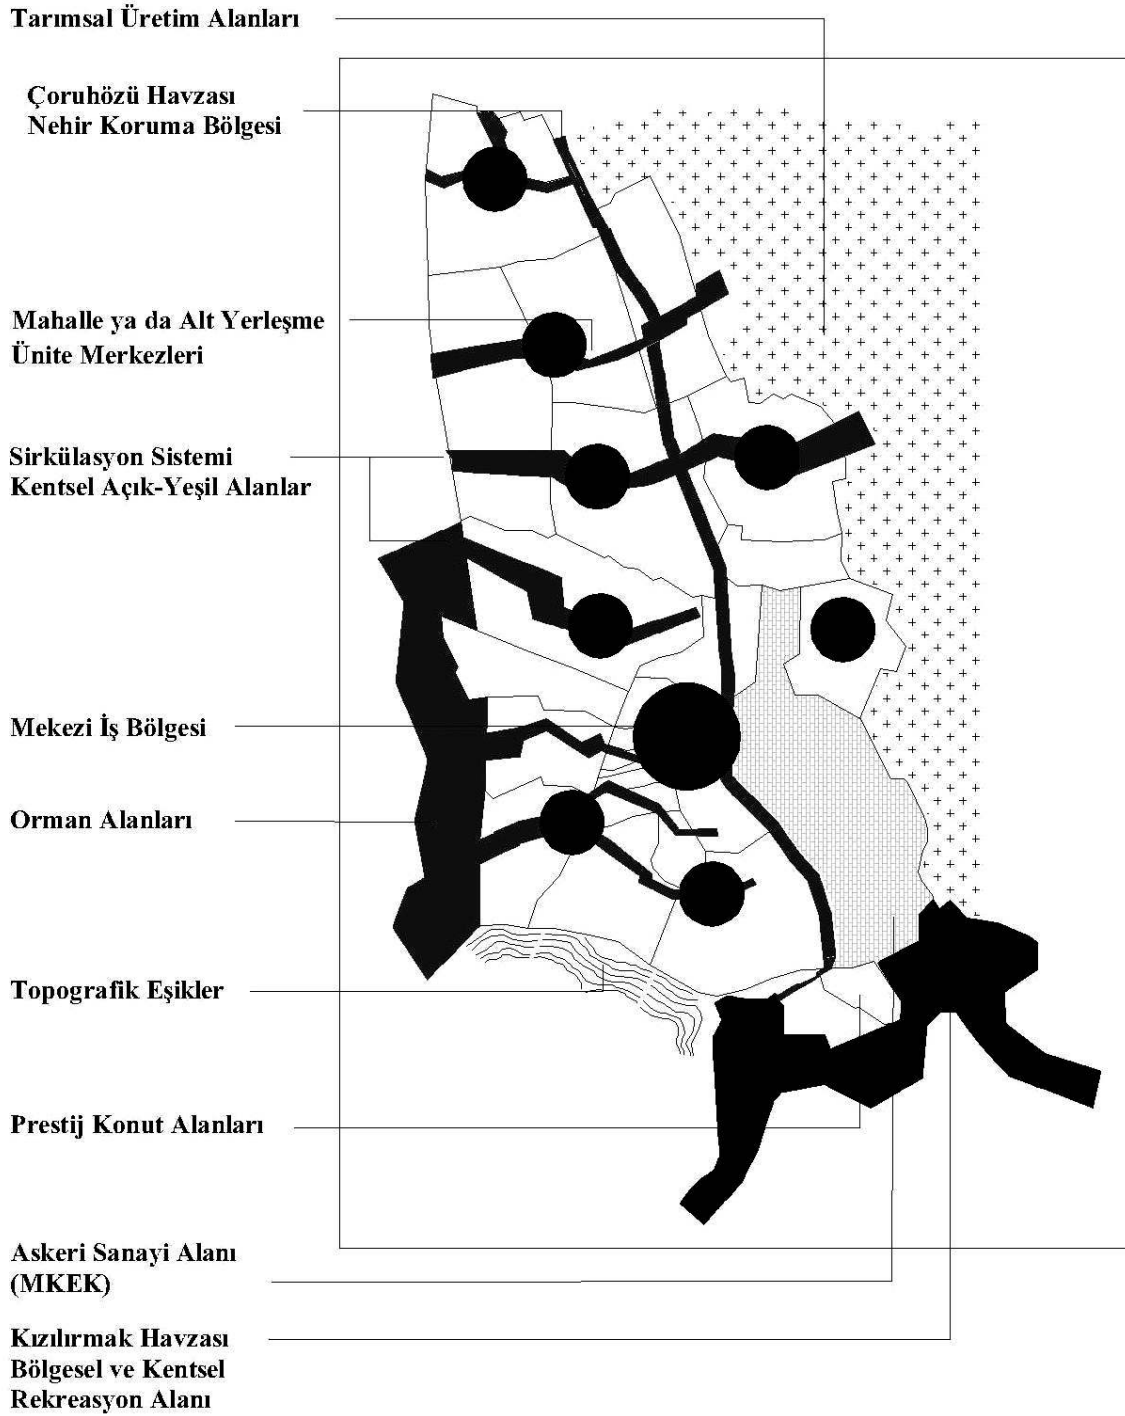 Tarımsal Üretim Alanları
Çoruhözü Havzası
Nehir Koruma Bölgesi
Mahalle ya da Alt Yerleşme
Ünite Merkezleri
Sirkülasyon Sistemi
Kentsel Açık-Yeşil Alanlar
Mekezi İş Bölgesi
Orman Alanları
Topografik Eşikler
Prestij Konut Alanları
Askeri Sanayi Alanı
(MKEK)
Kızılırmak Havzası
Bölgesel ve Kentsel
Rekreasyon Alanı